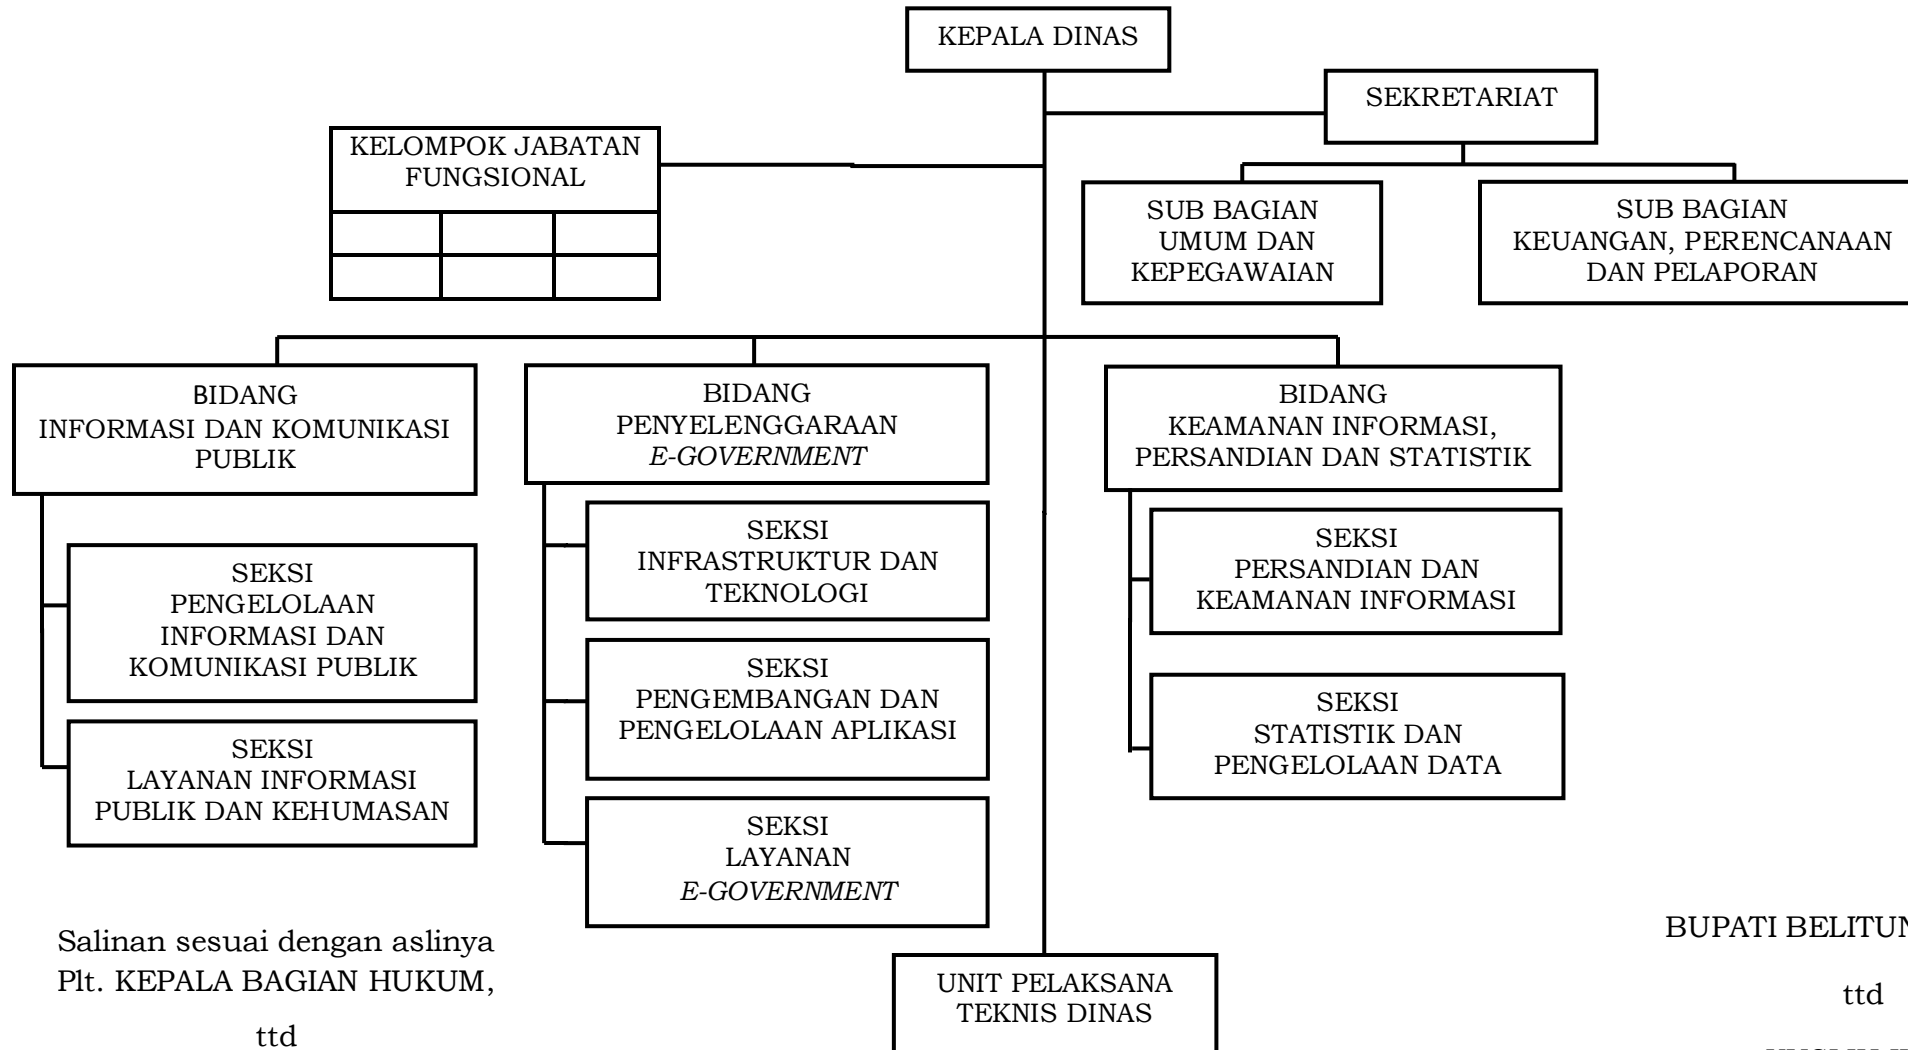 KEPALA DINAS
SEKRETARIAT
KELOMPOK JABATAN
FUNGSIONAL
SUB BAGIAN
UMUM DAN
KEPEGAWAIAN
SUB BAGIAN
KEUANGAN, PERENCANAAN
DAN PELAPORAN
BIDANG
INFORMASI DAN KOMUNIKASI
PUBLIK
BIDANG
PENYELENGGARAAN
E-GOVERNMENT
BIDANG
KEAMANAN INFORMASI,
PERSANDIAN DAN STATISTIK
SEKSI
PENGELOLAAN
INFORMASI DAN
KOMUNIKASI PUBLIK
SEKSI
LAYANAN INFORMASI
PUBLIK DAN KEHUMASAN
SEKSI
INFRASTRUKTUR DAN
TEKNOLOGI
SEKSI
PENGEMBANGAN DAN
PENGELOLAAN APLIKASI
SEKSI
LAYANAN
E-GOVERNMENT
SEKSI
PERSANDIAN DAN
KEAMANAN INFORMASI
SEKSI
STATISTIK DAN
PENGELOLAAN DATA
UNIT PELAKSANA
TEKNIS DINAS
Salinan sesuai dengan aslinya
Plt. KEPALA BAGIAN HUKUM,
ttd
BUPATI
ttd